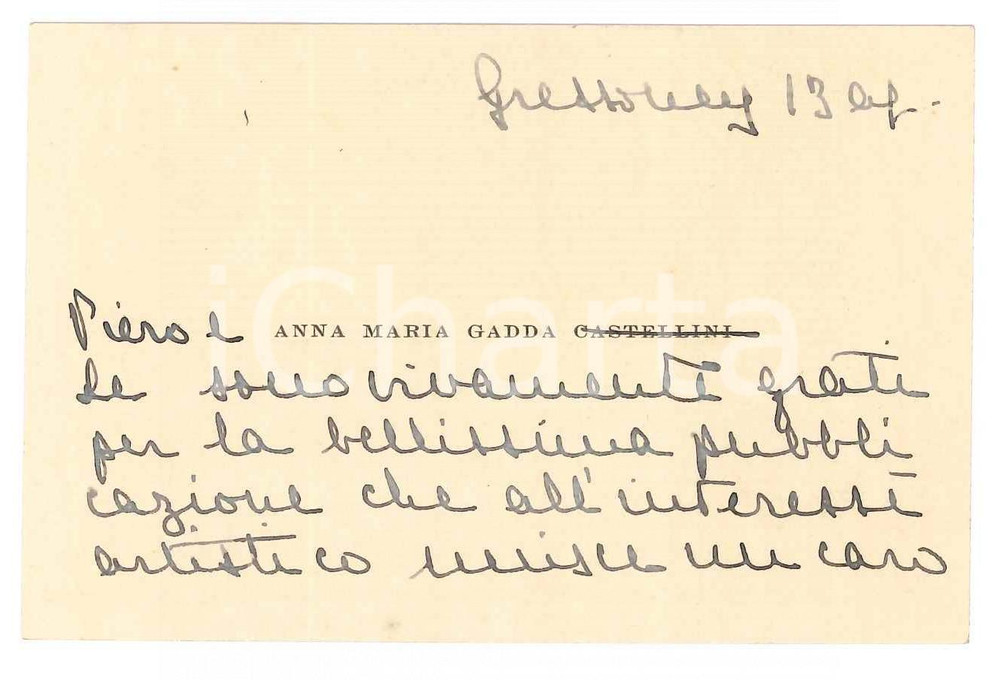 Gressoney 13 ag.
Piero e ANNA MARIA GADDA CASTELLINI
Le sono vivamente grati
per la bellissima pubbli
cazione che all'interesse
artistico unisce un caro
iCharta